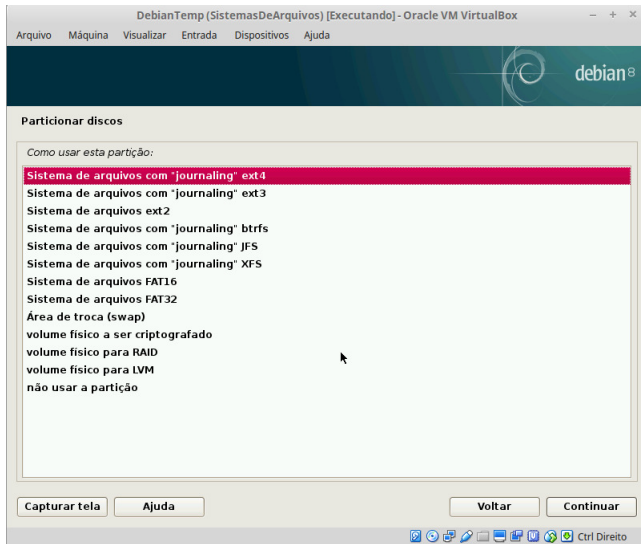 DebianTemp (SistemasDeArquivos) [Executando] - Oracle VM VirtualBox
Arquivo Máquina Visualizar Entrada Dispositivos Ajuda
debian 8
Particionar discos
Como usar esta partição:
Sistema de arquivos com "journaling" ext4
Sistema de arquivos com "journaling" ext3
Sistema de arquivos ext2
Sistema de arquivos com "journaling" btrfs
Sistema de arquivos com "journaling" JFS
Sistema de arquivos com "journaling" XFS
Sistema de arquivos FAT16
Sistema de arquivos FAT32
Área de troca (swap)
volume físico a ser criptografado
volume físico para RAID
volume físico para LVM
não usar a partição
Capturar tela Ajuda Voltar Continuar
Ctrl Direito